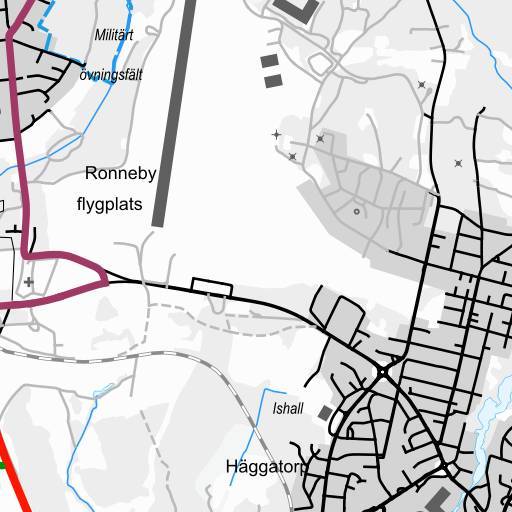 Militärt
övningsfält
Ronneby
flygplats
Ishall
Häggatorp